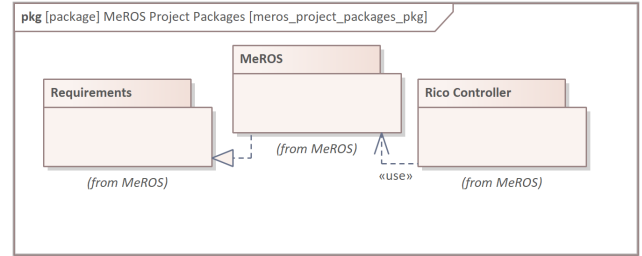 pkg [package] MeROS Project Packages [meros_project_packages_pkg]
MeROS
Requirements
Rico Controller
(from MeROS)
«use»
(from MeROS)
(from MeROS)